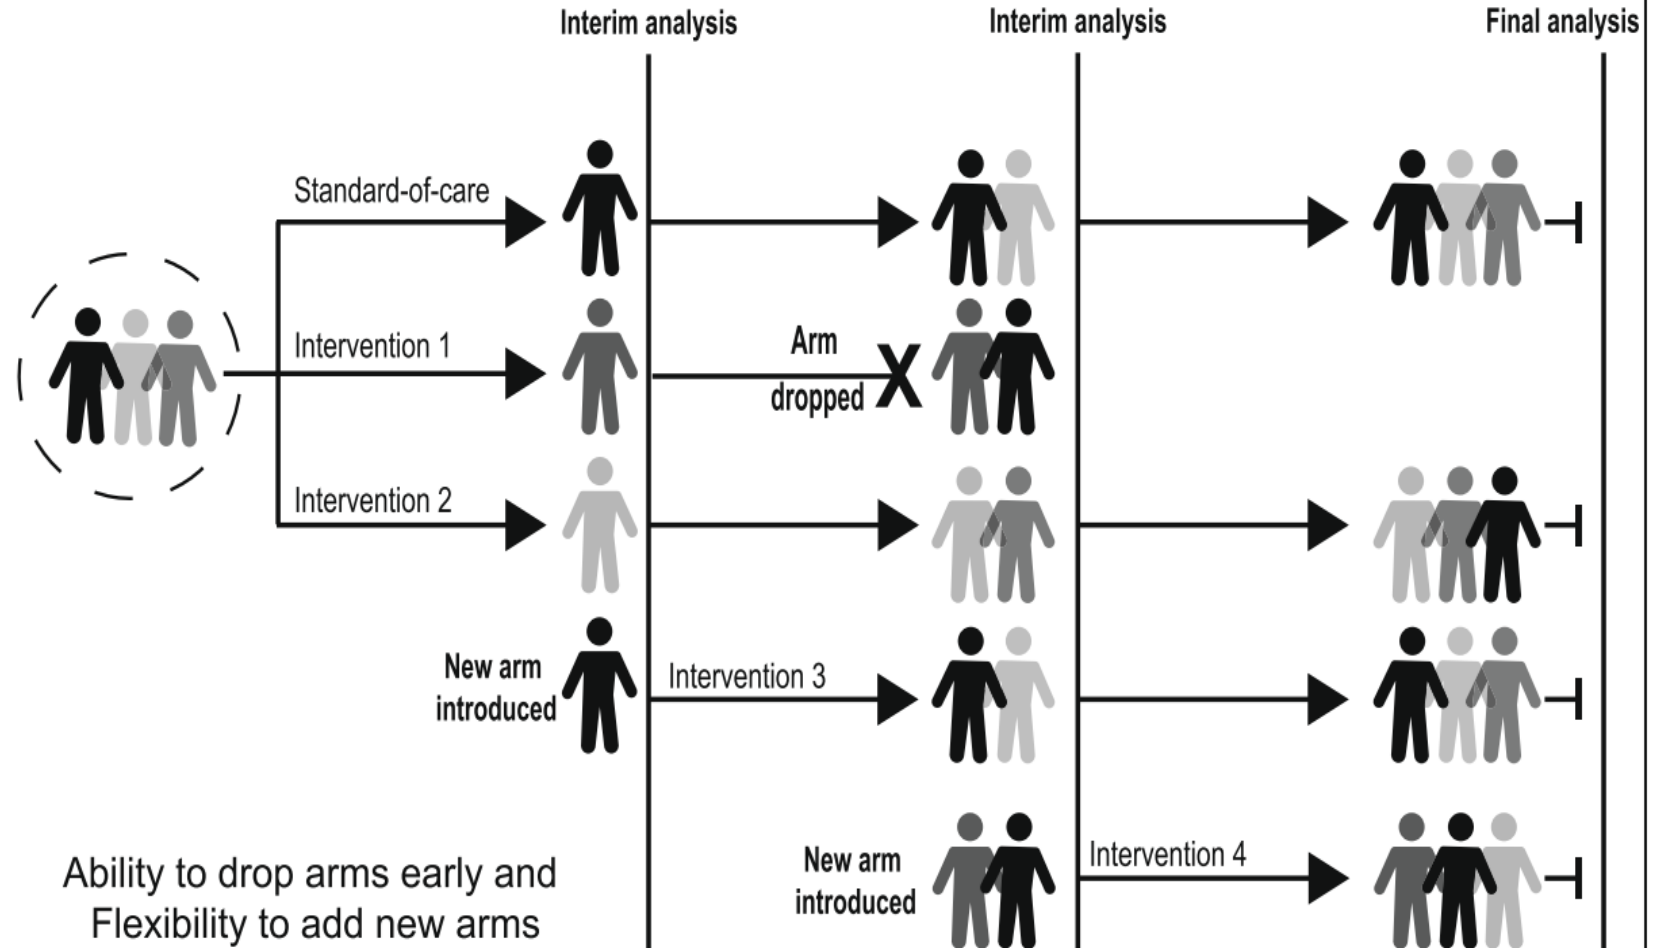 Interim analysis
Interim analysis
Final analysis
Standard-of-care
Intervention 1
Arm
dropped
X
Intervention 2
New arm
introduced
Intervention 3
New arm
introduced
Intervention 4
Ability to drop arms early and
Flexibility to add new arms